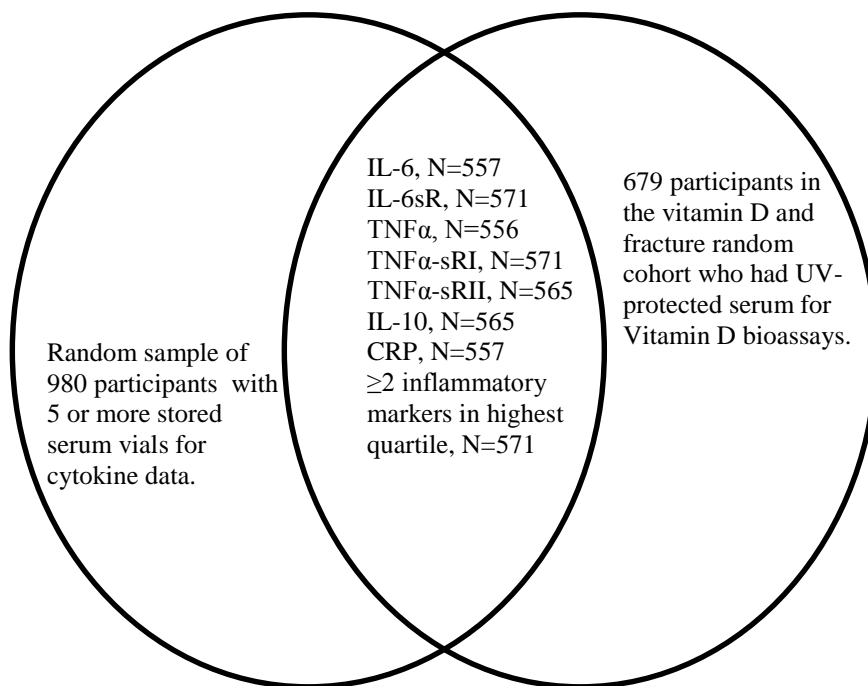 Random sample of
980 participants with
5 or more stored
serum vials for
cytokine data.
IL-6, N=557
IL-6sR, N=571
TNFα, N=556
TNFα-sRI, N=571
TNFα-sRII, N=565
IL-10, N=565
CRP, N=557
≥2 inflammatory
markers in highest
quartile, N=571
679 participants in
the vitamin D and
fracture random
cohort who had UV-
protected serum for
Vitamin D bioassays.